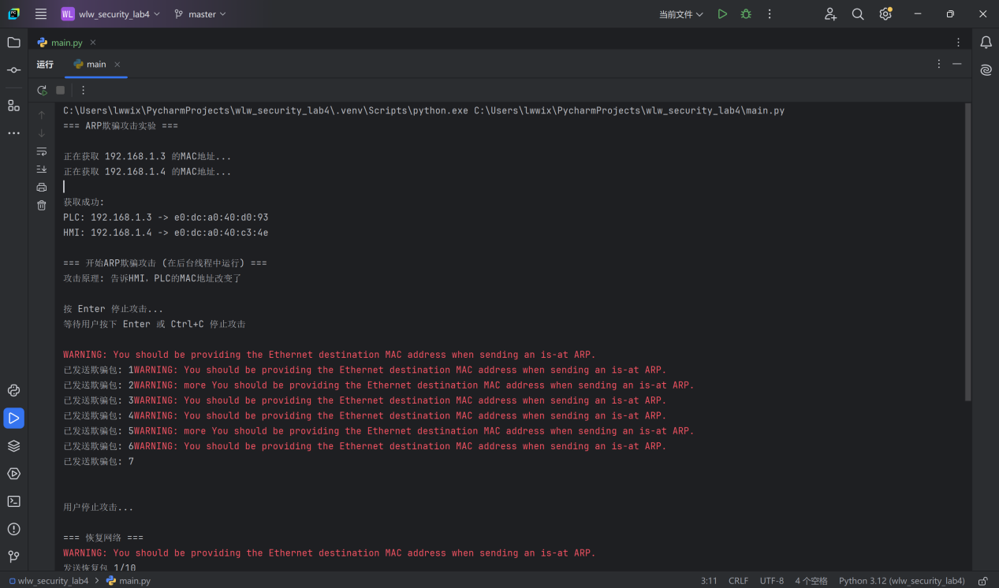 WL wlw_security_lab4 master 当前文件
main.py
运行 main
C:\Users\lwwix\PycharmProjects\wlw_security_lab4\.venv\Scripts\python.exe C:\Users\lwwix\PycharmProjects\wlw_security_lab4\main.py
=== ARP欺骗攻击实验 ===
正在获取 192.168.1.3 的MAC地址...
正在获取 192.168.1.4 的MAC地址...
获取成功:
PLC: 192.168.1.3 -> e0:dc:a0:40:d0:93
HMI: 192.168.1.4 -> e0:dc:a0:40:c3:4e
=== 开始ARP欺骗攻击 (在后台线程中运行) ===
攻击原理: 告诉HMI，PLC的MAC地址改变了
按 Enter 停止攻击...
等待用户按下 Enter 或 Ctrl+C 停止攻击
WARNING: You should be providing the Ethernet destination MAC address when sending an is-at ARP.
已发送欺骗包: 1WARNING: You should be providing the Ethernet destination MAC address when sending an is-at ARP.
已发送欺骗包: 2WARNING: more You should be providing the Ethernet destination MAC address when sending an is-at ARP.
已发送欺骗包: 3WARNING: You should be providing the Ethernet destination MAC address when sending an is-at ARP.
已发送欺骗包: 4WARNING: You should be providing the Ethernet destination MAC address when sending an is-at ARP.
已发送欺骗包: 5WARNING: more You should be providing the Ethernet destination MAC address when sending an is-at ARP.
已发送欺骗包: 6WARNING: You should be providing the Ethernet destination MAC address when sending an is-at ARP.
已发送欺骗包: 7
用户停止攻击...
=== 恢复网络 ===
WARNING: You should be providing the Ethernet destination MAC address when sending an is-at ARP.
发送恢复包 1/10
wlw_security_lab4 > main.py 3:11 CRLF UTF-8 4 个空格 Python 3.12 (wlw_security_lab4)